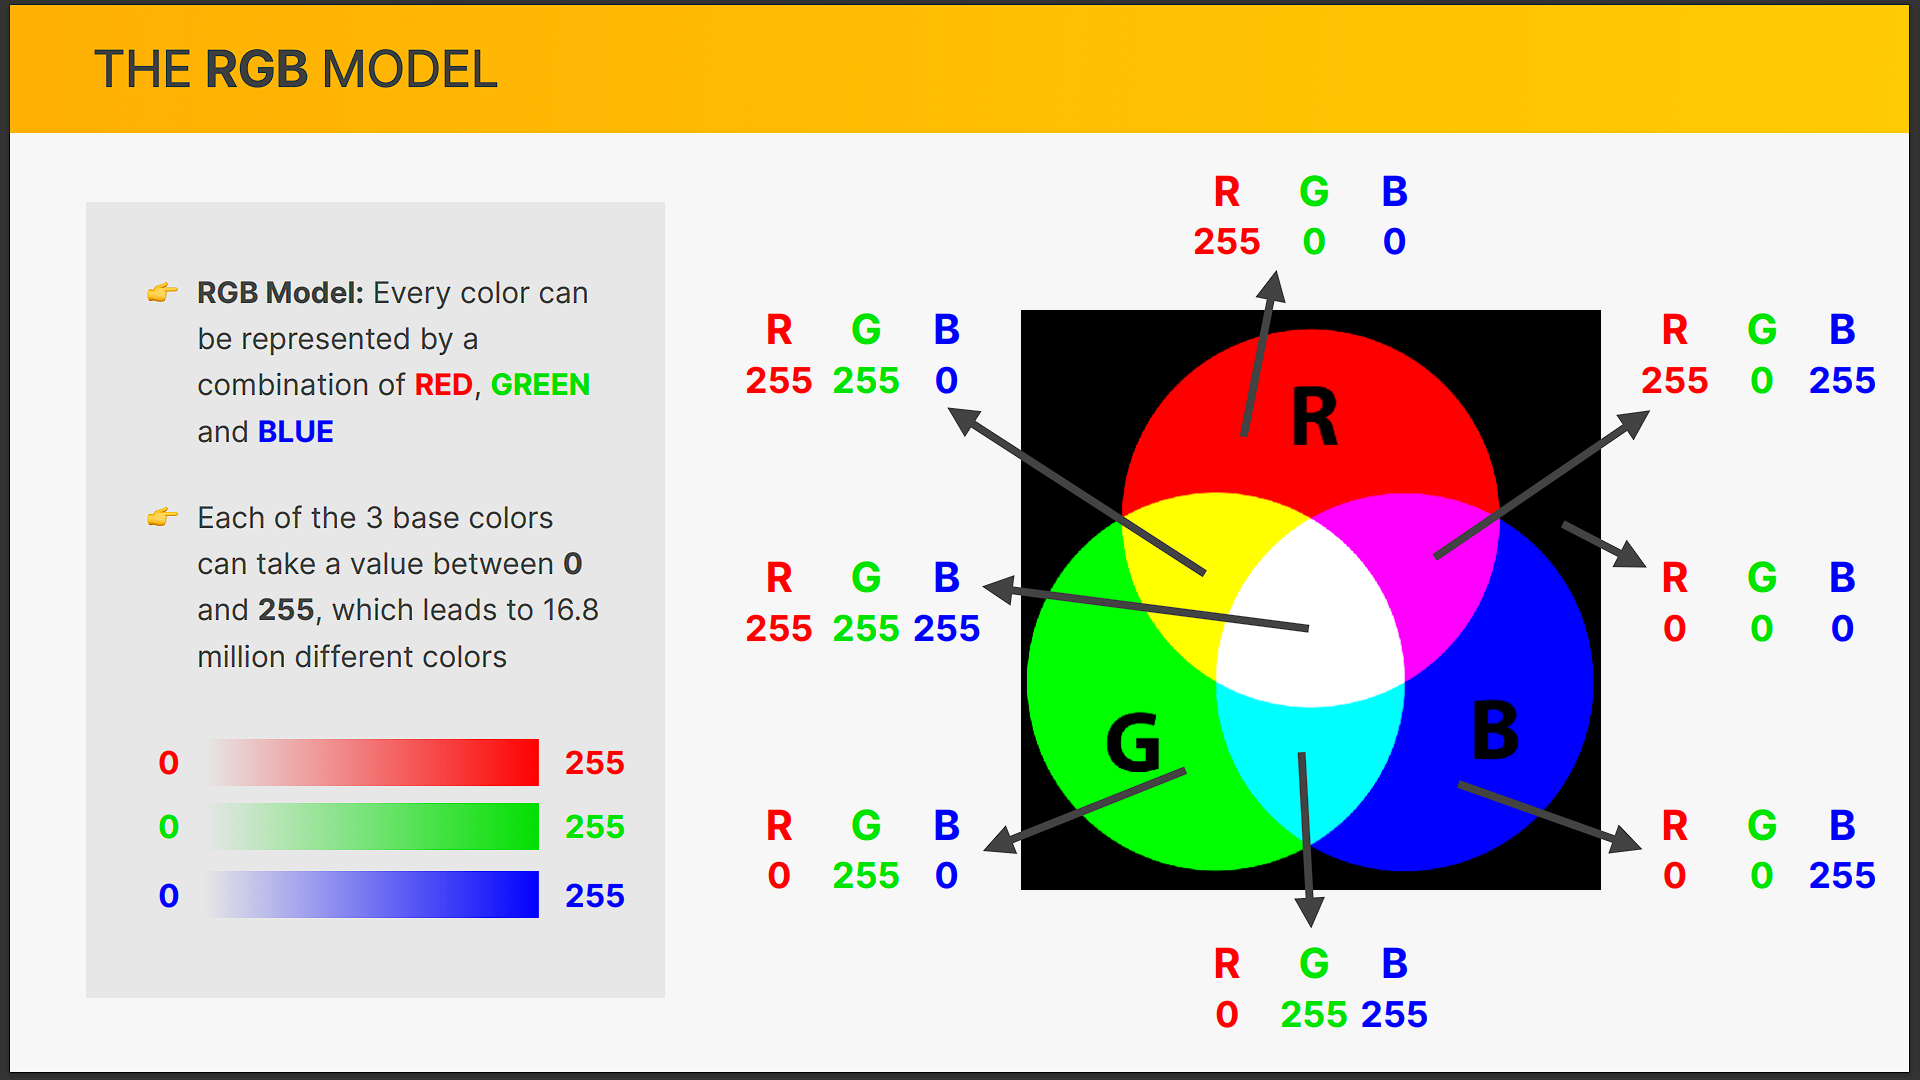 THE RGB MODEL
👉 RGB Model: Every color can
be represented by a
combination of RED, GREEN
and BLUE
👉 Each of the 3 base colors
can take a value between 0
and 255, which leads to 16.8
million different colors
0 255
0 255
0 255
R G B
255 0 0
R G B
255 255 0
R G B
255 0 255
R
R G B
255 255 255
R G B
0 0 0
G
B
R G B
0 255 0
R G B
0 0 255
R G B
0 255 255